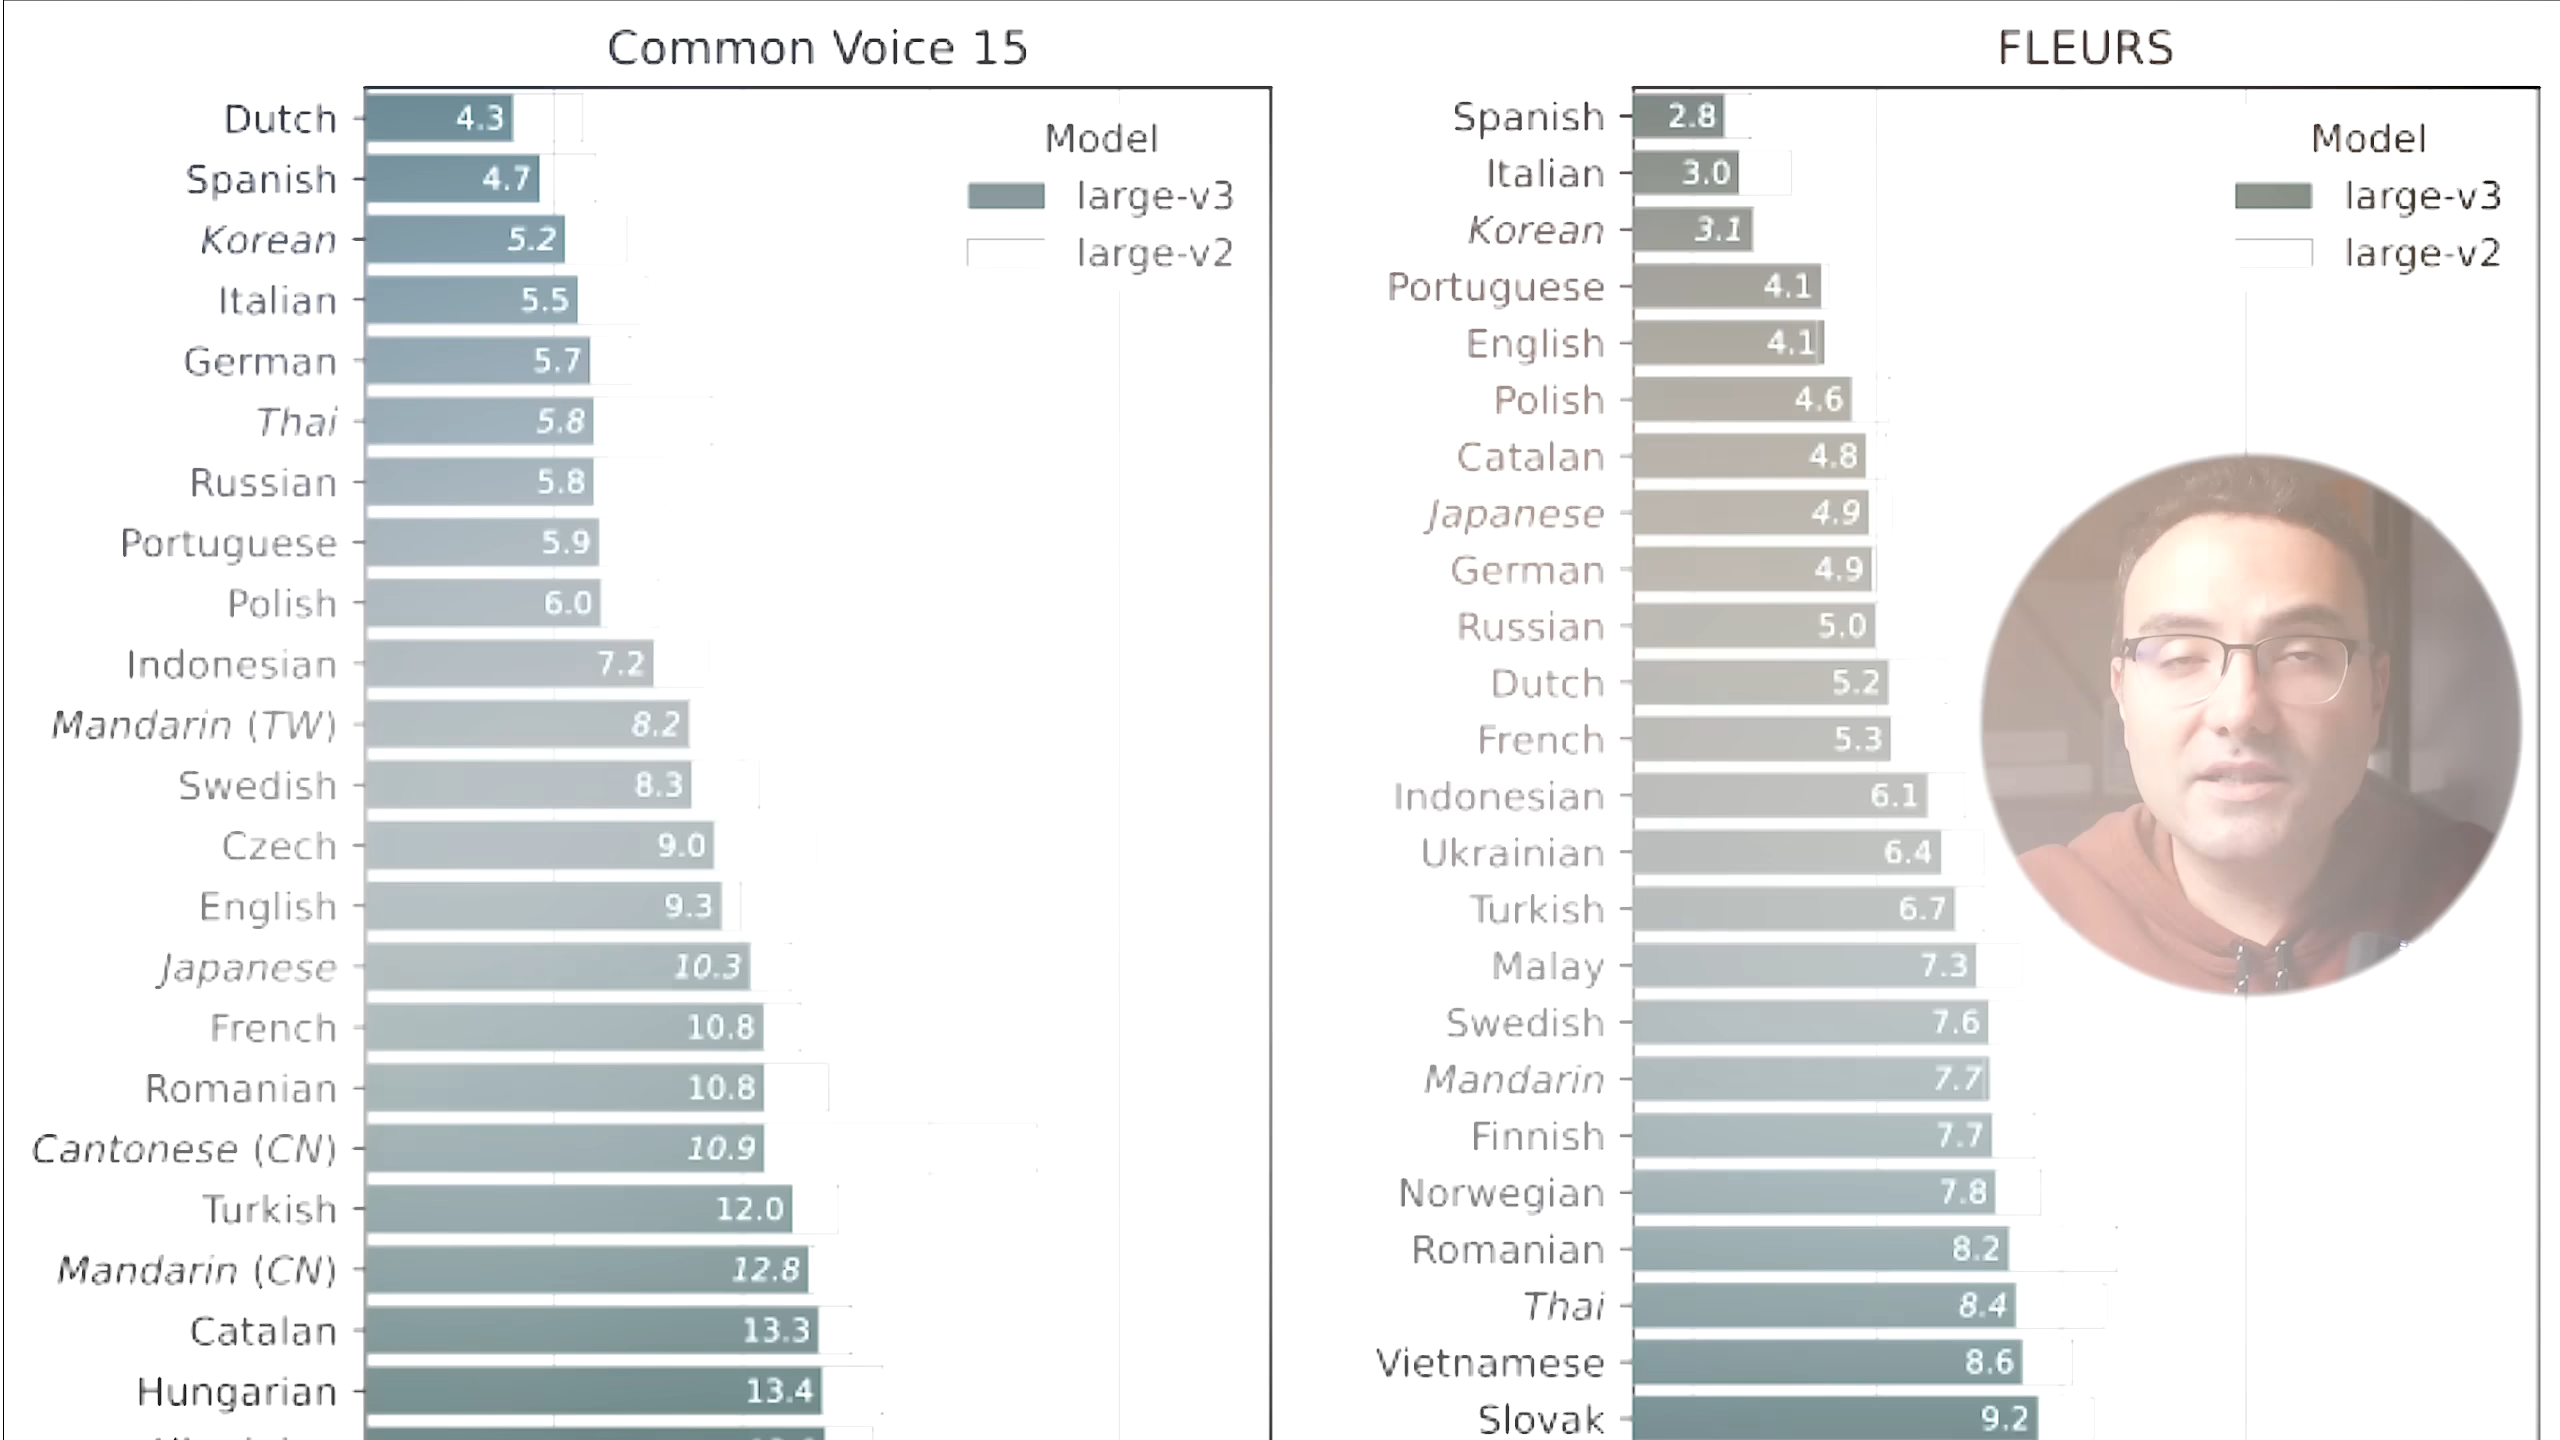 Common Voice 15
Dutch 4.3
Spanish 4.7
Korean 5.2
Italian 5.5
German 5.7
Thai 5.8
Russian 5.8
Portuguese 5.9
Polish 6.0
Indonesian 7.2
Mandarin (TW) 8.2
Swedish 8.3
Czech 9.0
English 9.3
Japanese 10.3
French 10.8
Romanian 10.8
Cantonese (CN) 10.9
Turkish 12.0
Mandarin (CN) 12.8
Catalan 13.3
Hungarian 13.4
Model
large-v3
large-v2
FLEURS
Spanish 2.8
Italian 3.0
Korean 3.1
Portuguese 4.1
English 4.1
Polish 4.6
Catalan 4.8
Japanese 4.9
German 4.9
Russian 5.0
Dutch 5.2
French 5.3
Indonesian 6.1
Ukrainian 6.4
Turkish 6.7
Malay 7.3
Swedish 7.6
Mandarin 7.7
Finnish 7.7
Norwegian 7.8
Romanian 8.2
Thai 8.4
Vietnamese 8.6
Slovak 9.2
Model
large-v3
large-v2